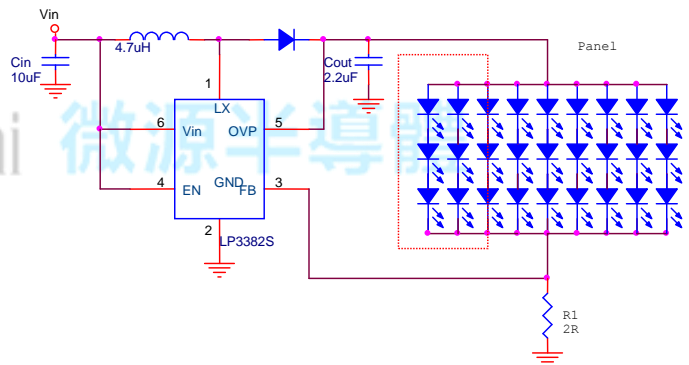 Vin
4.7uH
Panel
Cin
10uF
Cout
2.2uF
1
LX
6
Vin
OVP
5
微源半導體
4
EN
GND
FB
3
2
LP3382S
R1
2R